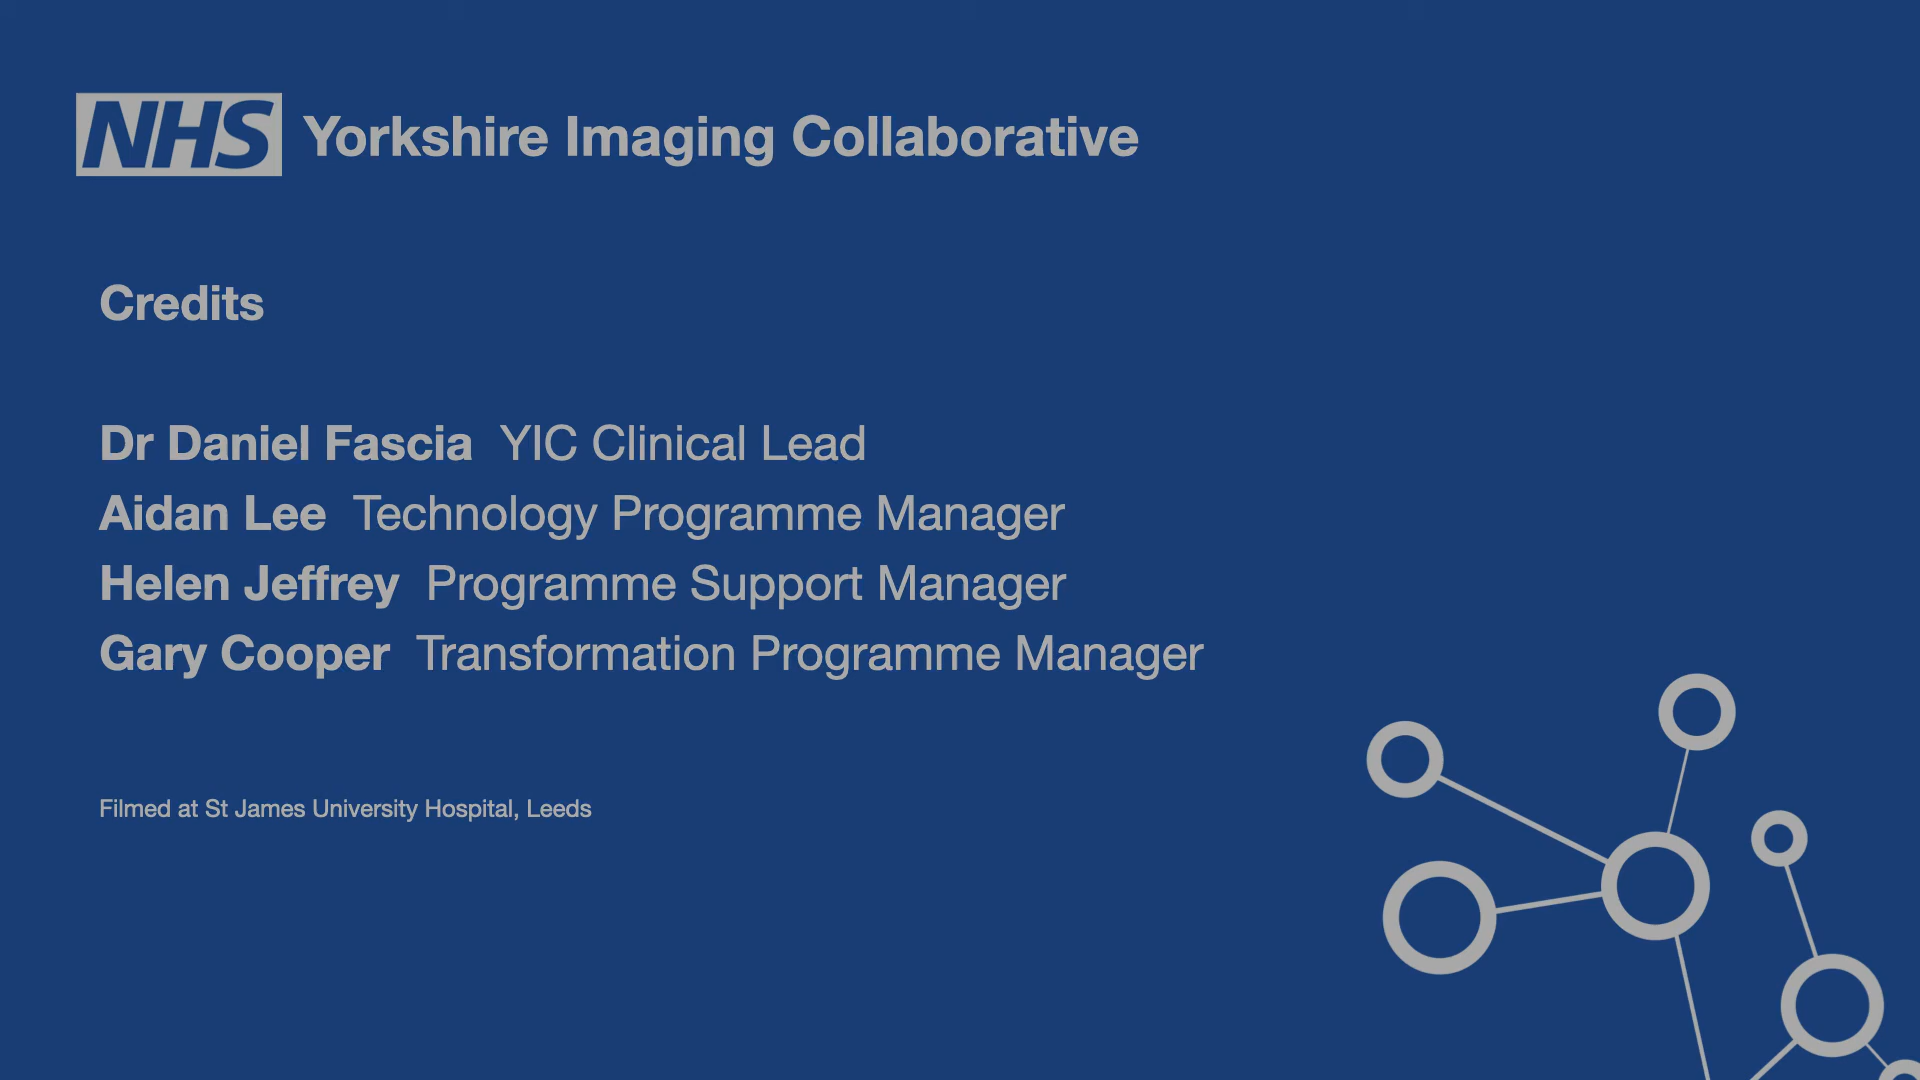 NHS Yorkshire Imaging Collaborative
Credits
Dr Daniel Fascia YIC Clinical Lead
Aidan Lee Technology Programme Manager
Helen Jeffrey Programme Support Manager
Gary Cooper Transformation Programme Manager
Filmed at St James University Hospital, Leeds